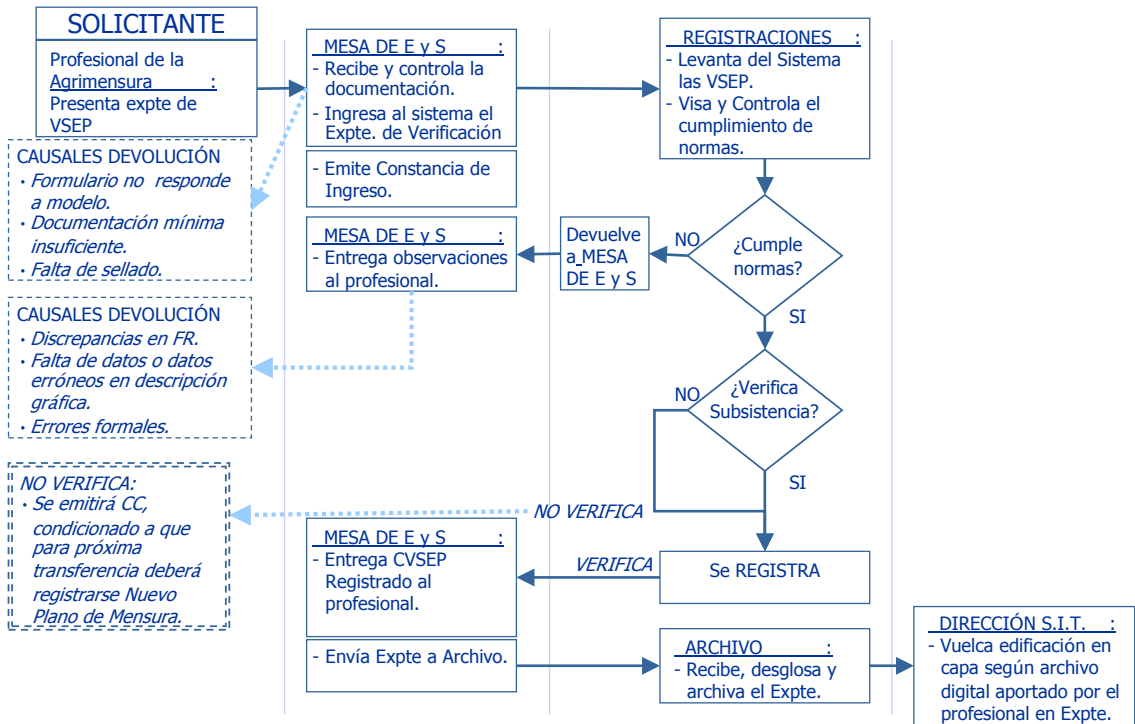 SOLICITANTE
Profesional de la
Agrimensura :
Presenta expte de
VSEP
MESA DE E y S :
- Recibe y controla la
documentación.
- Ingresa al sistema el
Expte. de Verificación
- Emite Constancia de
Ingreso.
REGISTRACIONES :
- Levanta del Sistema
las VSEP.
- Visa y Controla el
cumplimiento de
normas.
CAUSALES DEVOLUCIÓN
• Formulario no responde
a modelo.
• Documentación mínima
insuficiente.
• Falta de sellado.
MESA DE E y S :
- Entrega observaciones
al profesional.
Devuelve
a MESA
DE E y S
NO
¿Cumple
normas?
SI
CAUSALES DEVOLUCIÓN
• Discrepancias en FR.
• Falta de datos o datos
erróneos en descripción
gráfica.
• Errores formales.
NO
¿Verifica
Subsistencia?
SI
NO VERIFICA:
• Se emitirá CC,
condicionado a que
para próxima
transferencia deberá
registrarse Nuevo
Plano de Mensura.
NO VERIFICA
MESA DE E y S :
- Entrega CVSEP
Registrado al
profesional.
VERIFICA
Se REGISTRA
- Envía Expte a Archivo.
ARCHIVO :
- Recibe, desglosa y
archiva el Expte.
DIRECCIÓN S.I.T. :
- Vuelca edificación en
capa según archivo
digital aportado por el
profesional en Expte.